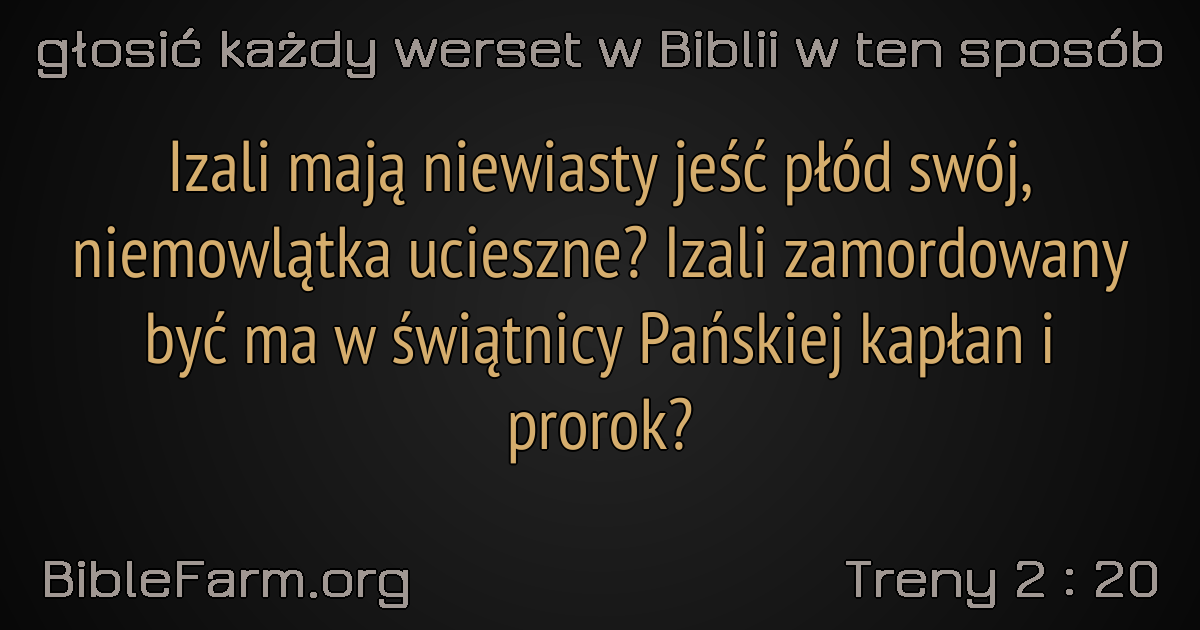 głosić każdy werset w Biblii w ten sposób
Izali mają niewiasty jeść płód swój,
niemowlątka ucieszne? Izali zamordowany
być ma w świątnicy Pańskiej kapłan i
prorok?
BibleFarm.org
Treny 2 : 20